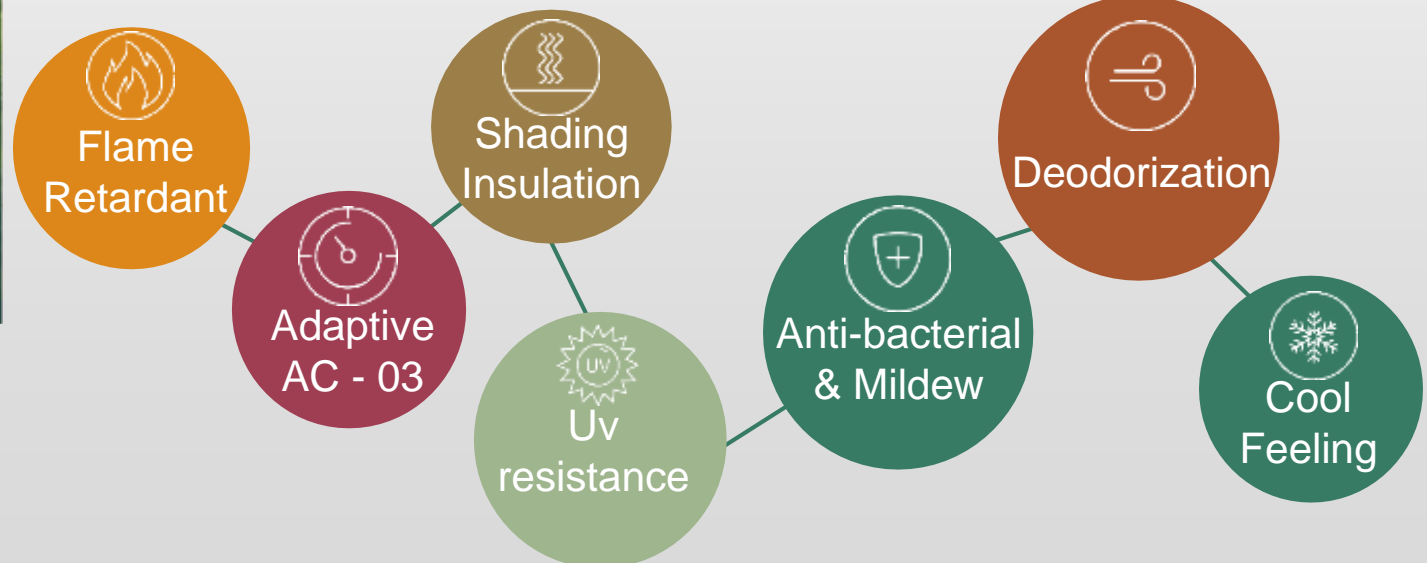 Flame
Retardant
Adaptive
AC - 03
Shading
Insulation
UV
Uv
resistance
Anti-bacterial
& Mildew
Deodorization
Cool
Feeling